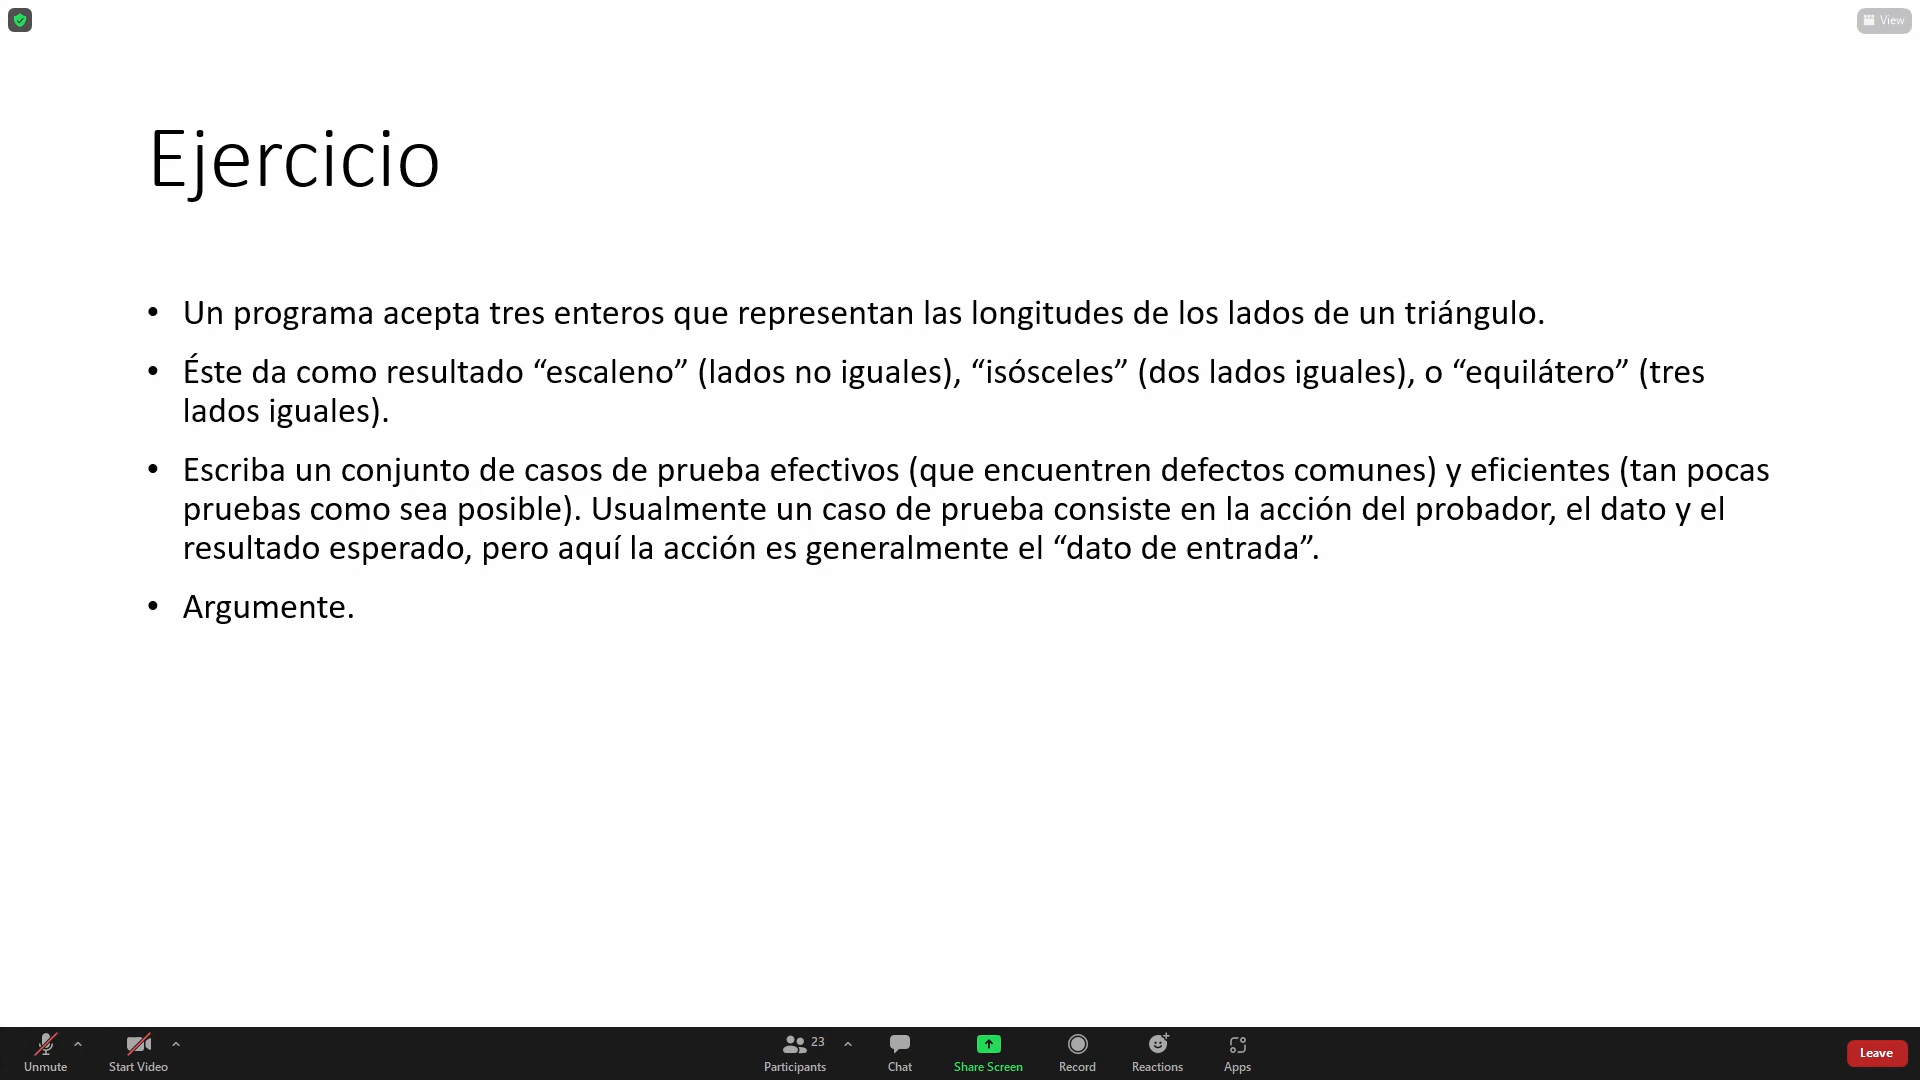 View
Ejercicio
• Un programa acepta tres enteros que representan las longitudes de los lados de un triángulo.
• Éste da como resultado “escaleno” (lados no iguales), “isósceles” (dos lados iguales), o “equilátero” (tres
lados iguales).
• Escriba un conjunto de casos de prueba efectivos (que encuentren defectos comunes) y eficientes (tan pocas
pruebas como sea posible). Usualmente un caso de prueba consiste en la acción del probador, el dato y el
resultado esperado, pero aquí la acción es generalmente el “dato de entrada”.
• Argumente.
23
Unmute Start Video Participants Chat Share Screen Record Reactions Apps Leave